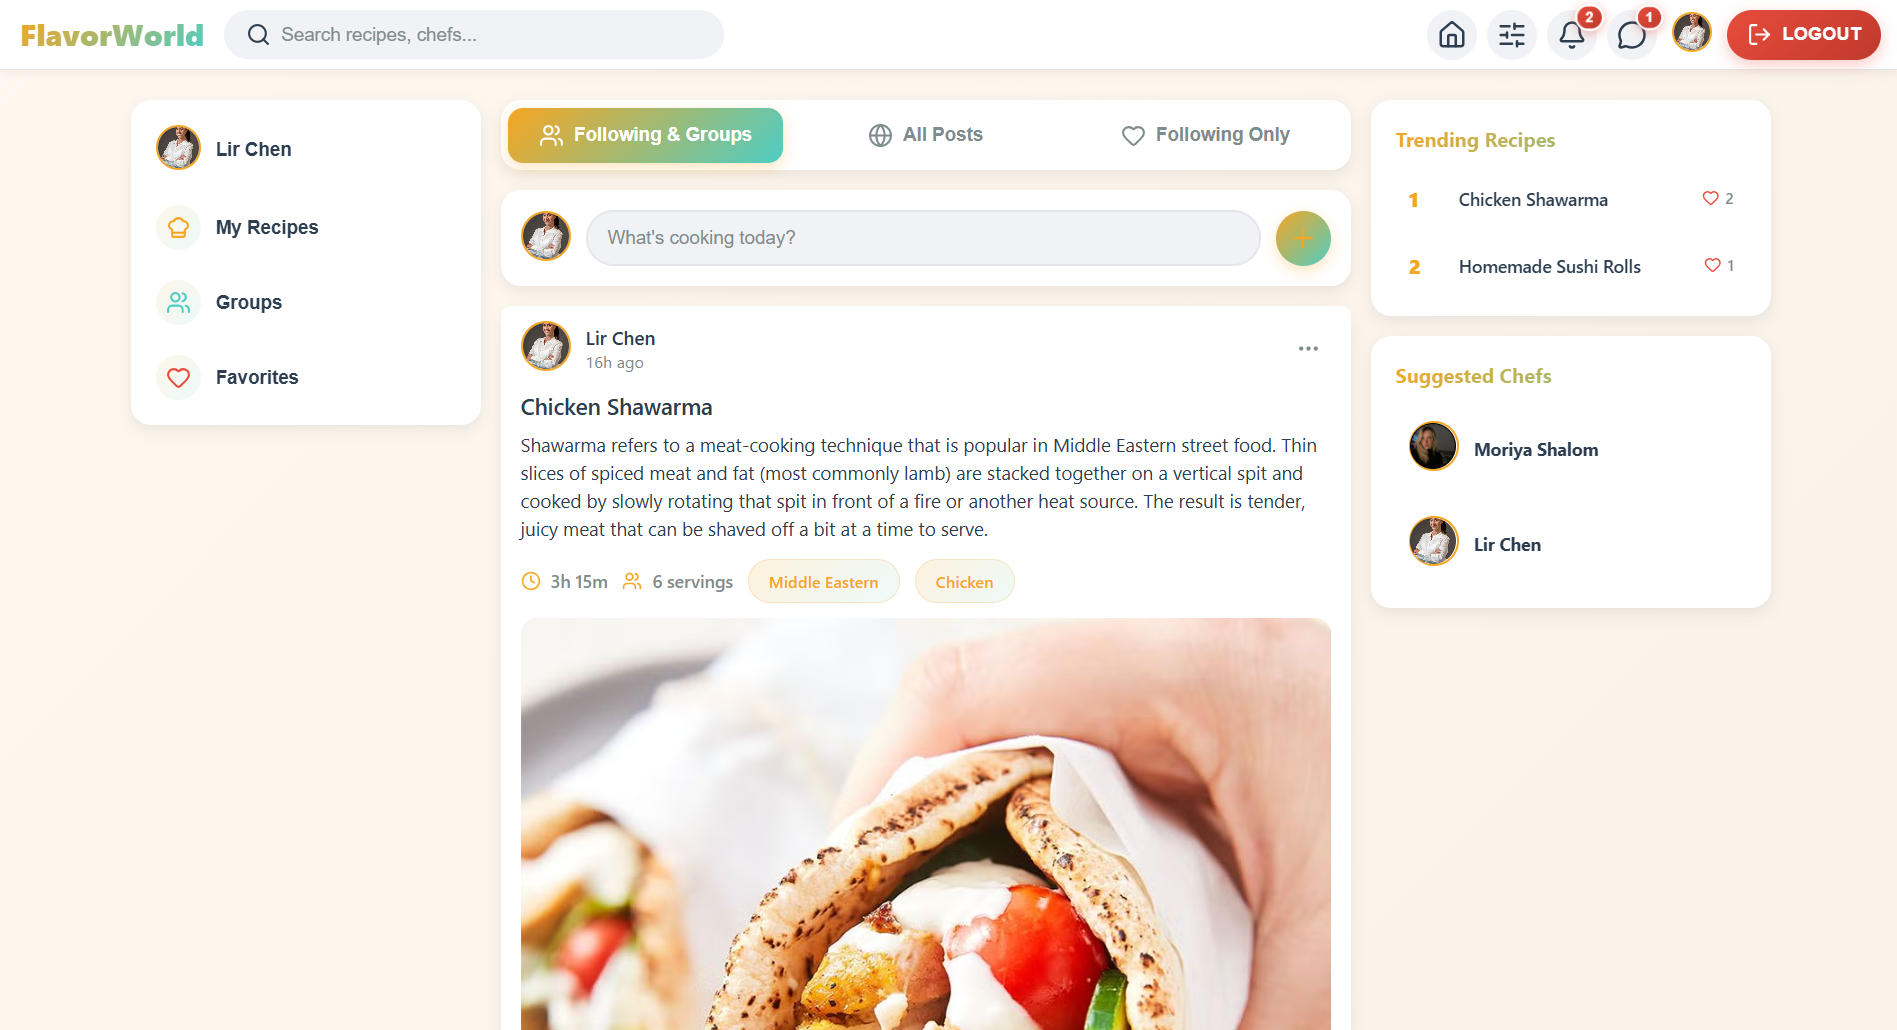 FlavorWorld
Search recipes, chefs...
2
1
LOGOUT
Lir Chen
My Recipes
Groups
Favorites
Following & Groups
All Posts
Following Only
What's cooking today?
Lir Chen
16h ago
Chicken Shawarma
Shawarma refers to a meat-cooking technique that is popular in Middle Eastern street food. Thin
slices of spiced meat and fat (most commonly lamb) are stacked together on a vertical spit and
cooked by slowly rotating that spit in front of a fire or another heat source. The result is tender,
juicy meat that can be shaved off a bit at a time to serve.
3h 15m
6 servings
Middle Eastern
Chicken
Trending Recipes
1 Chicken Shawarma 2
2 Homemade Sushi Rolls 1
Suggested Chefs
Moriya Shalom
Lir Chen